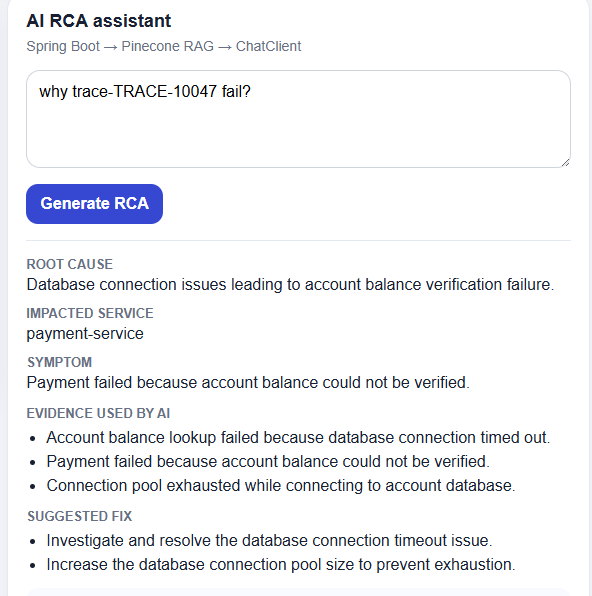 AI RCA assistant
Spring Boot → Pinecone RAG → ChatClient
why trace-TRACE-10047 fail?
Generate RCA
ROOT CAUSE
Database connection issues leading to account balance verification failure.
IMPACTED SERVICE
payment-service
SYMPTOM
Payment failed because account balance could not be verified.
EVIDENCE USED BY AI
• Account balance lookup failed because database connection timed out.
• Payment failed because account balance could not be verified.
• Connection pool exhausted while connecting to account database.
SUGGESTED FIX
• Investigate and resolve the database connection timeout issue.
• Increase the database connection pool size to prevent exhaustion.